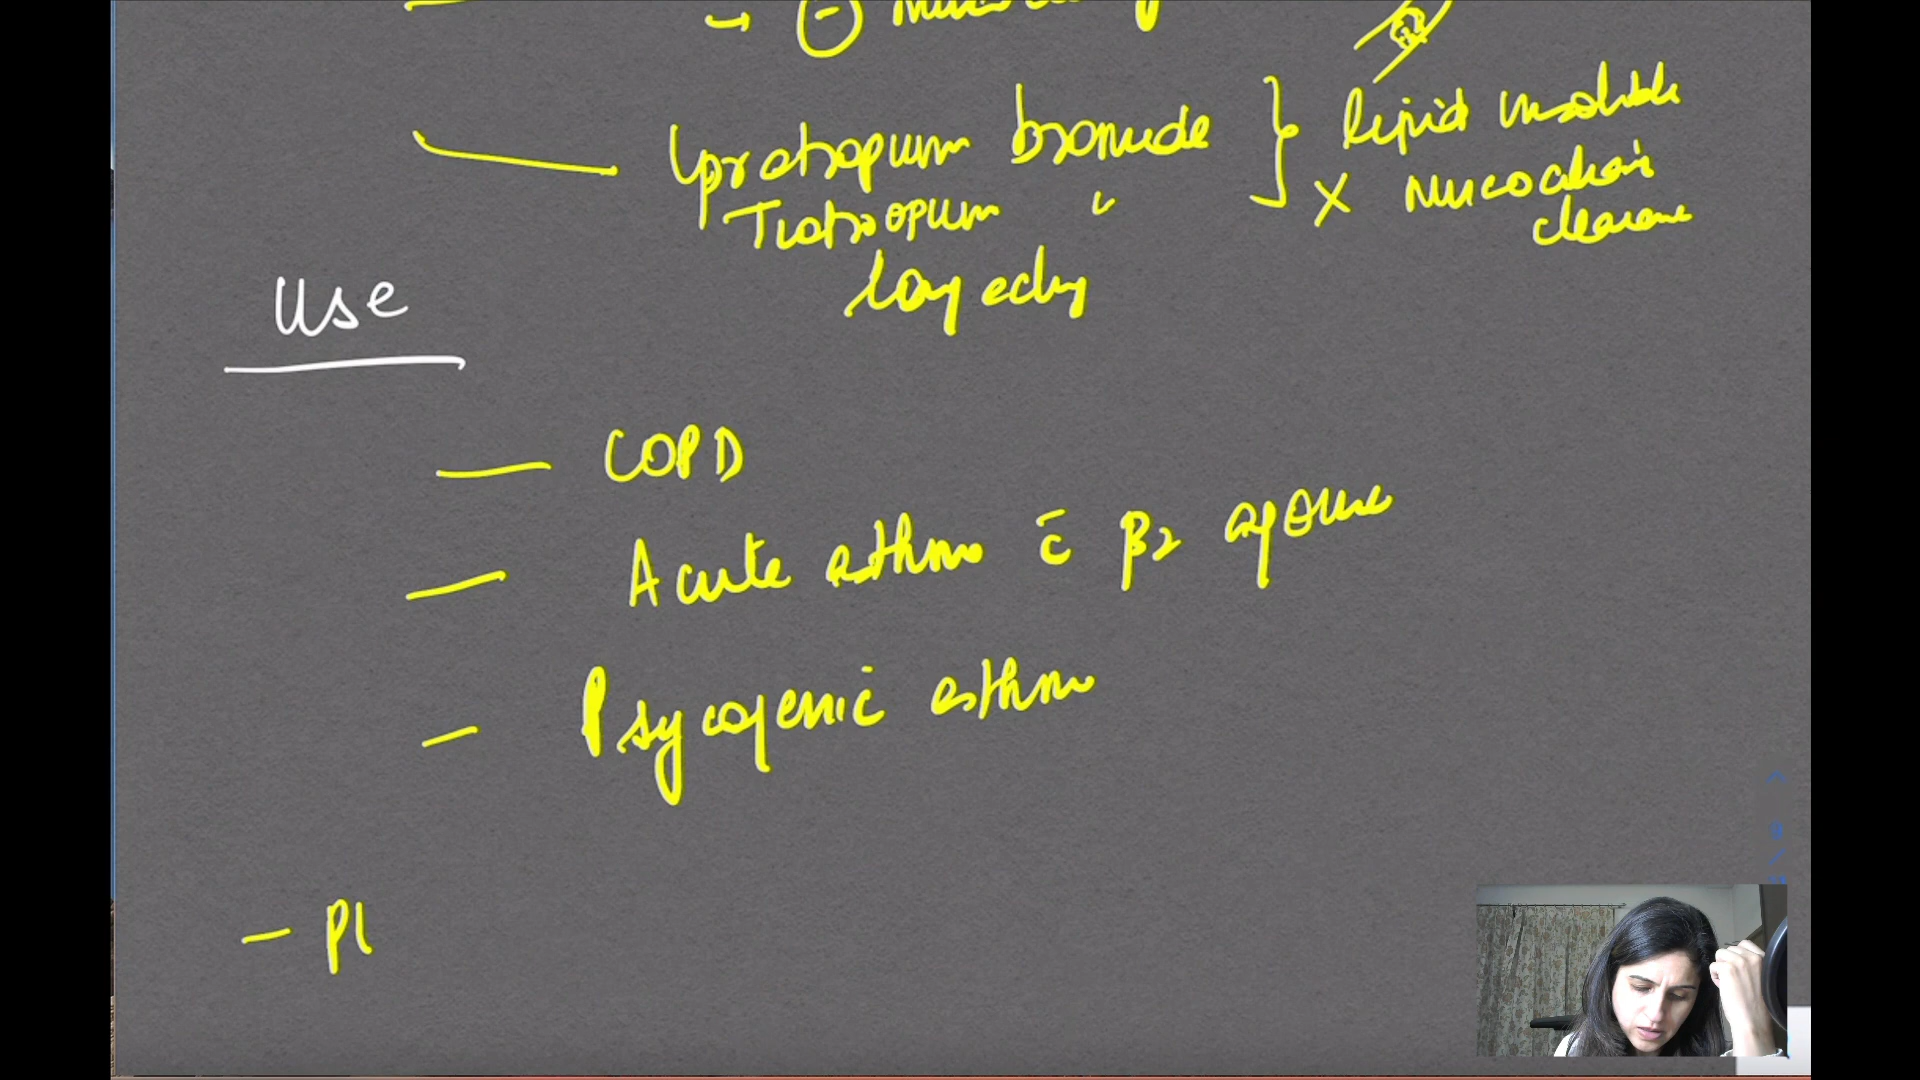 → ⊖
Ipratropium bromide } lipid insoluble
Tiotropium " X Mucociliary
clearance
long acting
Use
— COPD
— Acute asthma c̄ β2 agonist
— Psycogenic asthma
— Pl